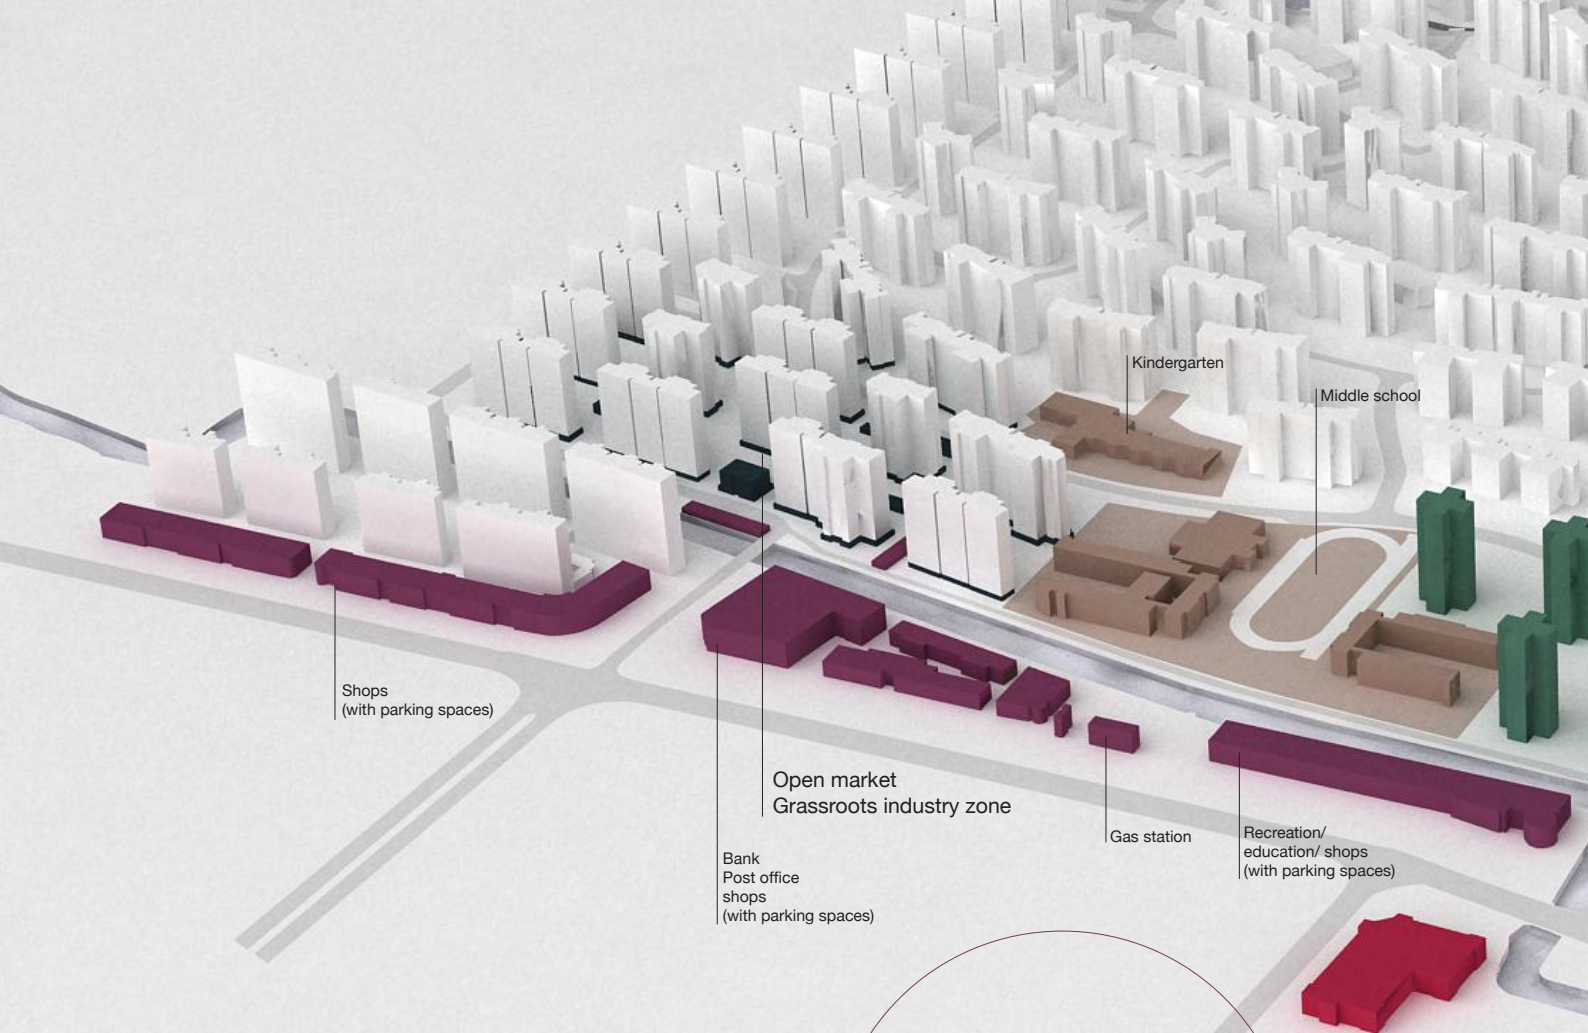 Kindergarten
Middle school
Shops
(with parking spaces)
Open market
Grassroots industry zone
Gas station
Recreation/
education/ shops
(with parking spaces)
Bank
Post office
shops
(with parking spaces)